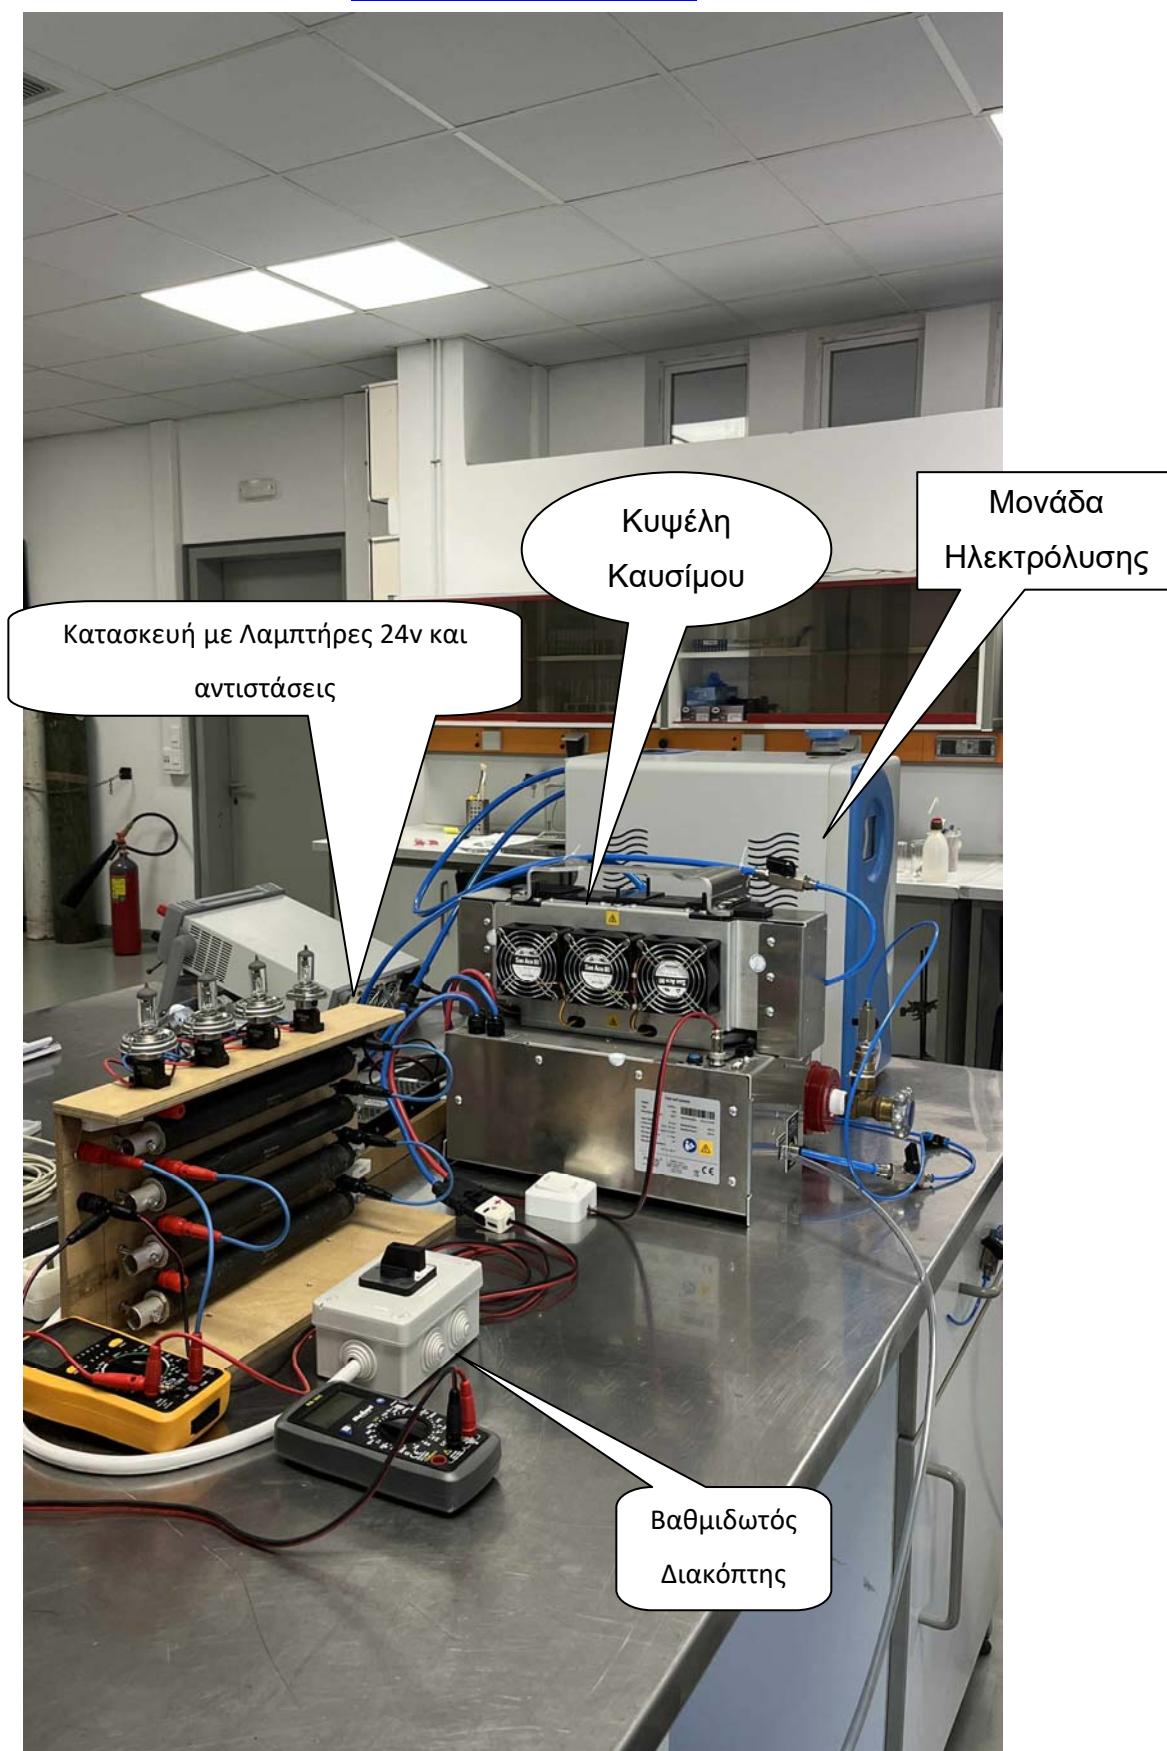 Κυψέλη
Καυσίμου
Μονάδα
Ηλεκτρόλυσης
Κατασκευή με Λαμπτήρες 24v και
αντιστάσεις
Βαθμιδωτός
Διακόπτης